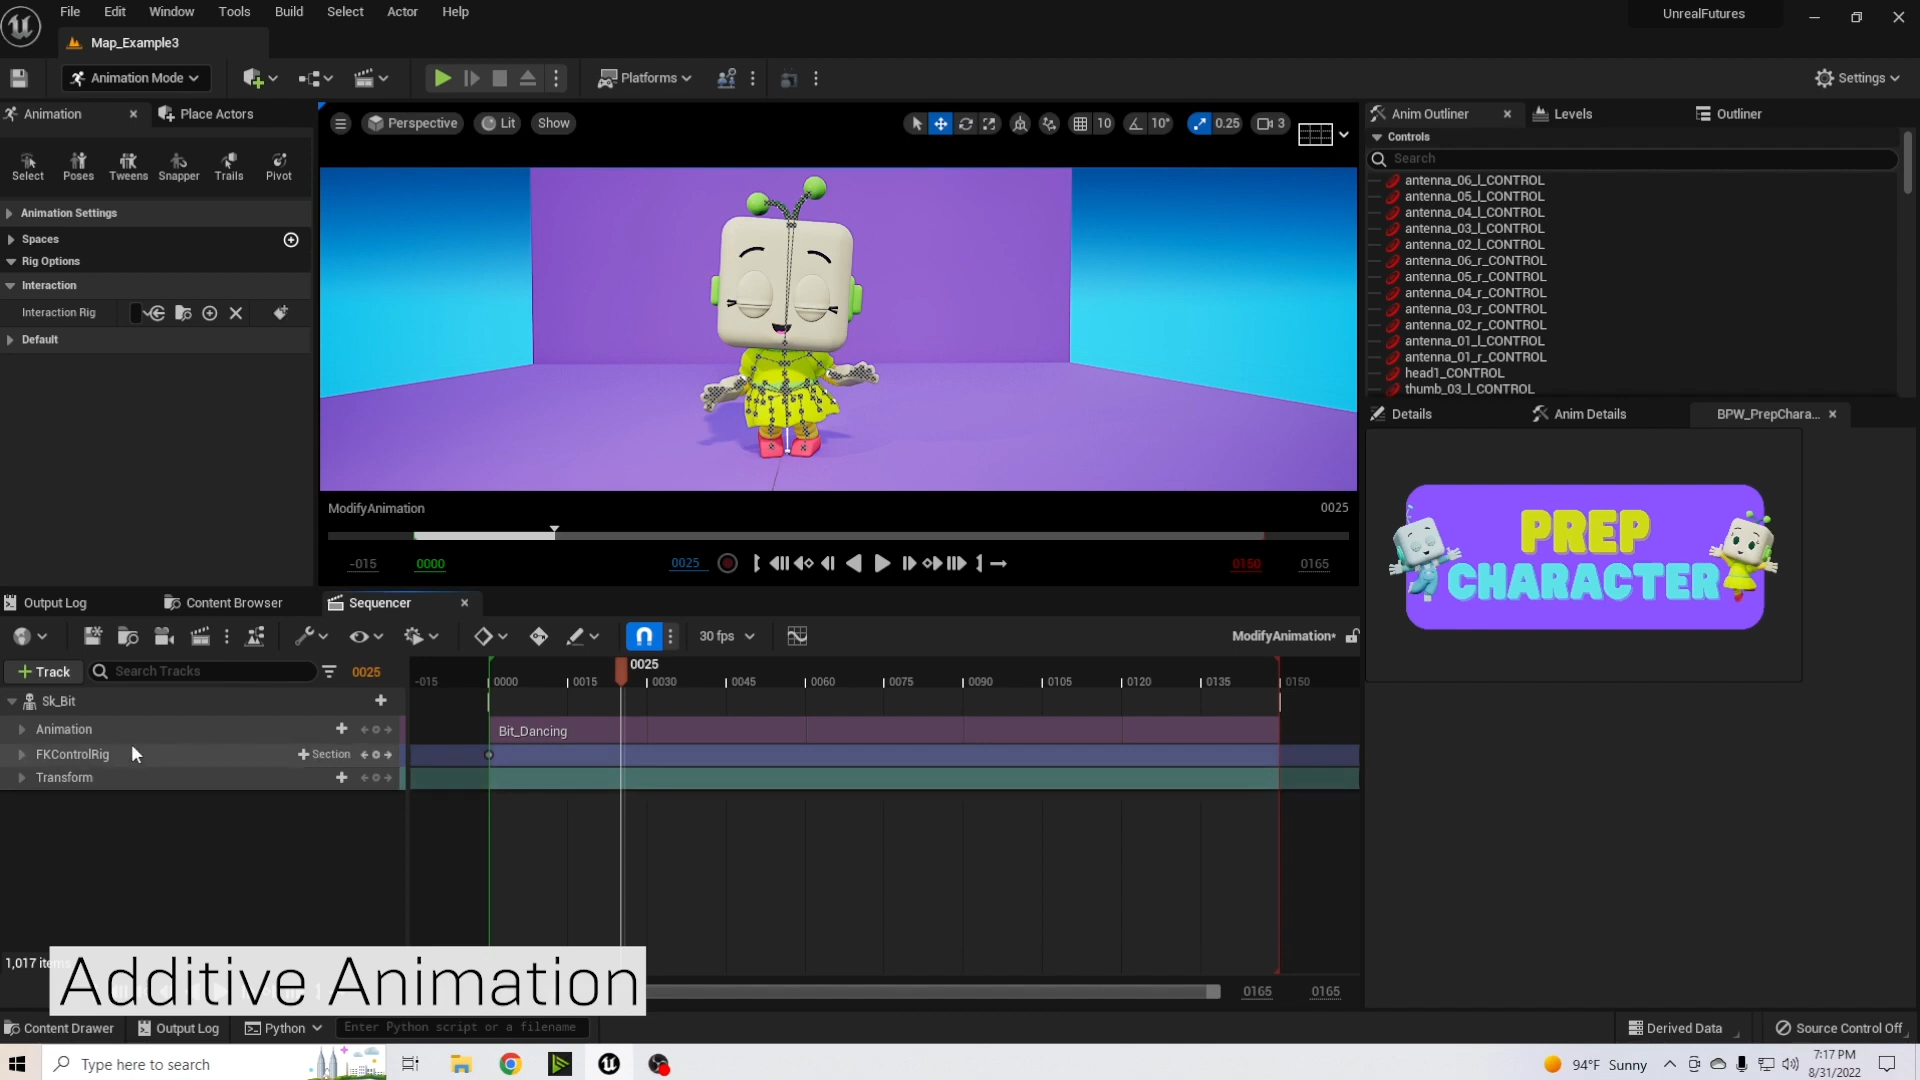 File Edit Window Tools Build Select Actor Help
UnrealFutures
Map_Example3
Animation Mode
Platforms
Settings
Animation
Place Actors
Perspective
Lit
Show
10
10°
0.25
3
Anim Outliner
Levels
Outliner
Controls
Search
Select Poses Tweens Snapper Trails Pivot
Animation Settings
Spaces
Rig Options
Interaction
Interaction Rig
Default
antenna_06_l_CONTROL
antenna_05_l_CONTROL
antenna_04_l_CONTROL
antenna_03_l_CONTROL
antenna_02_l_CONTROL
antenna_06_r_CONTROL
antenna_05_r_CONTROL
antenna_04_r_CONTROL
antenna_03_r_CONTROL
antenna_02_r_CONTROL
antenna_01_l_CONTROL
antenna_01_r_CONTROL
head1_CONTROL
thumb_03_l_CONTROL
Details
Anim Details
BPW_PrepChara...
PREP
CHARACTER
ModifyAnimation
0025
-015
0000
0025
0150
0165
Output Log
Content Browser
Sequencer
30 fps
ModifyAnimation*
Track
Search Tracks
0025
0025
-015 0000 0015 0030 0045 0060 0075 0090 0105 0120 0135 0150
Sk_Bit
Animation
Bit_Dancing
FKControlRig
Section
Transform
1,017 ite
Additive Animation
0165
0165
Content Drawer
Output Log
Python
Enter Python script or a filename
Derived Data
Source Control Off
Type here to search
94°F Sunny
7:17 PM
8/31/2022